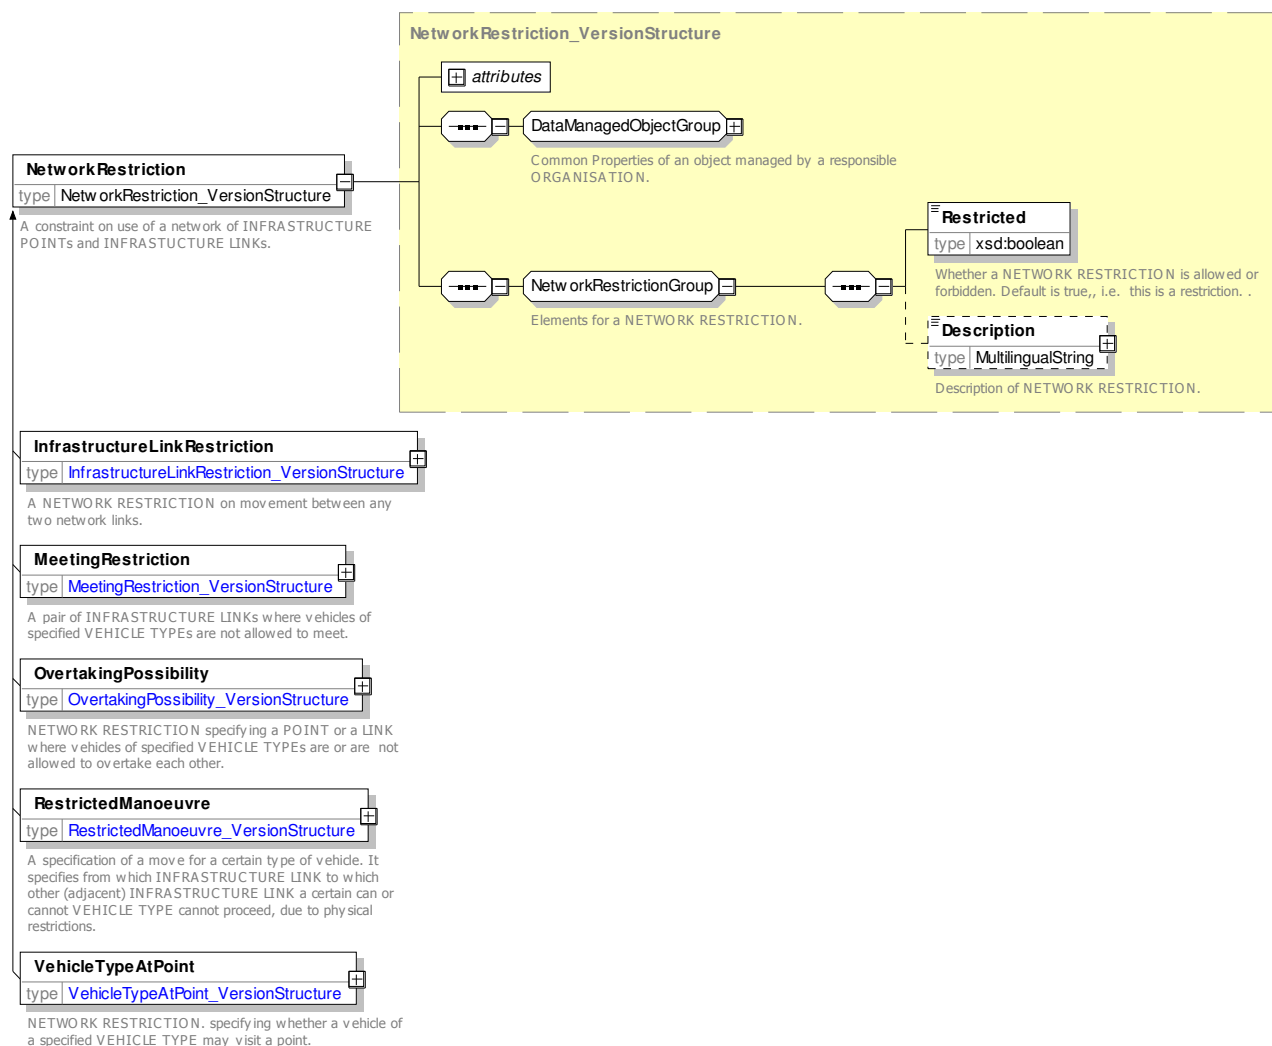 NetworkRestriction_VersionStructure
attributes
DataManagedObjectGroup
Common Properties of an object managed by a responsible
ORGANISATION.
NetworkRestriction
type NetworkRestriction_VersionStructure
A constraint on use of a network of INFRASTRUCTURE
POINTs and INFRASTUCTURE LINKs.
Restricted
type xsd:boolean
Whether a NETWORK RESTRICTION is allowed or
forbidden. Default is true,, i.e. this is a restriction. .
NetworkRestrictionGroup
Elements for a NETWORK RESTRICTION.
Description
type MultilingualString
Description of NETWORK RESTRICTION.
InfrastructureLinkRestriction
type InfrastructureLinkRestriction_VersionStructure
A NETWORK RESTRICTION on movement between any
two network links.
MeetingRestriction
type MeetingRestriction_VersionStructure
A pair of INFRASTRUCTURE LINKs where vehicles of
specified VEHICLE TYPEs are not allowed to meet.
OvertakingPossibility
type OvertakingPossibility_VersionStructure
NETWORK RESTRICTION specifying a POINT or a LINK
where vehicles of specified VEHICLE TYPEs are or are not
allowed to overtake each other.
RestrictedManoeuvre
type RestrictedManoeuvre_VersionStructure
A specification of a move for a certain type of vehicle. It
specifies from which INFRASTRUCTURE LINK to which
other (adjacent) INFRASTRUCTURE LINK a certain can or
cannot VEHICLE TYPE cannot proceed, due to physical
restrictions.
VehicleTypeAtPoint
type VehicleTypeAtPoint_VersionStructure
NETWORK RESTRICTION. specifying whether a vehicle of
a specified VEHICLE TYPE may visit a point.